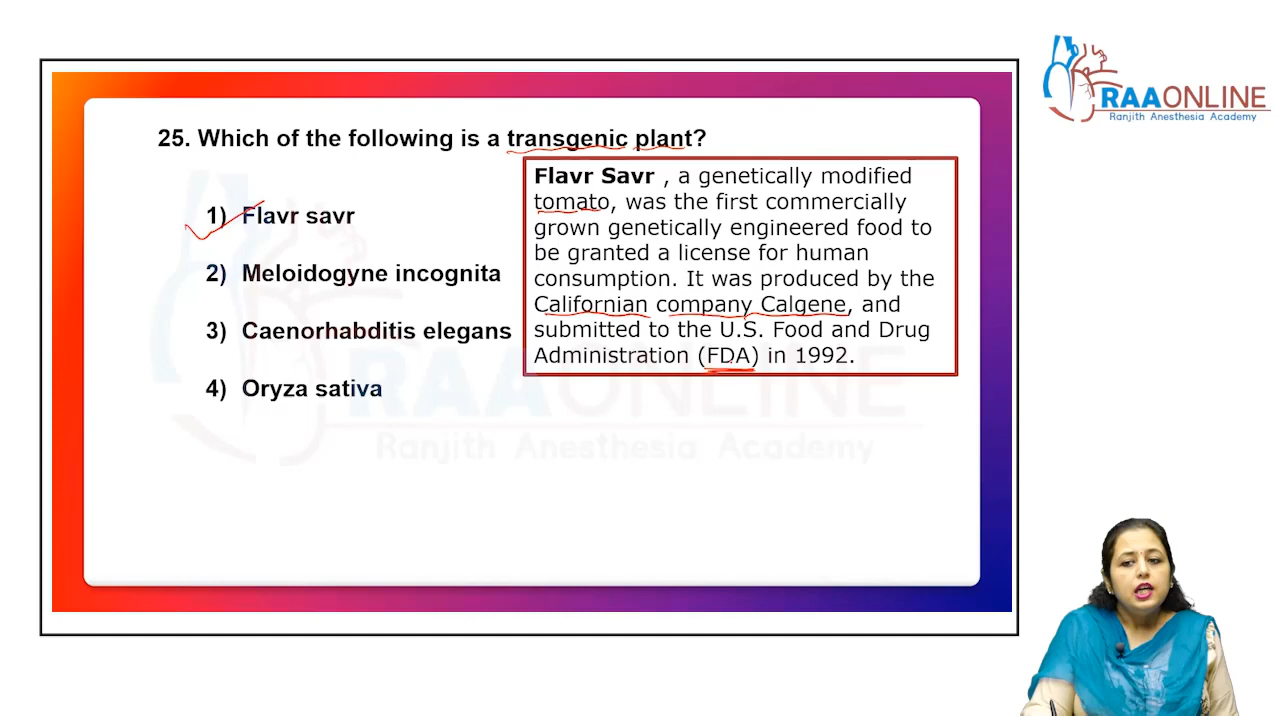 RAAONLINE
Ranjith Anesthesia Academy
25. Which of the following is a transgenic plant?
1) Flavr savr
2) Meloidogyne incognita
3) Caenorhabditis elegans
4) Oryza sativa
Flavr Savr , a genetically modified
tomato, was the first commercially
grown genetically engineered food to
be granted a license for human
consumption. It was produced by the
Californian company Calgene, and
submitted to the U.S. Food and Drug
Administration (FDA) in 1992.
RAAONLINE
Ranjith Anesthesia Academy